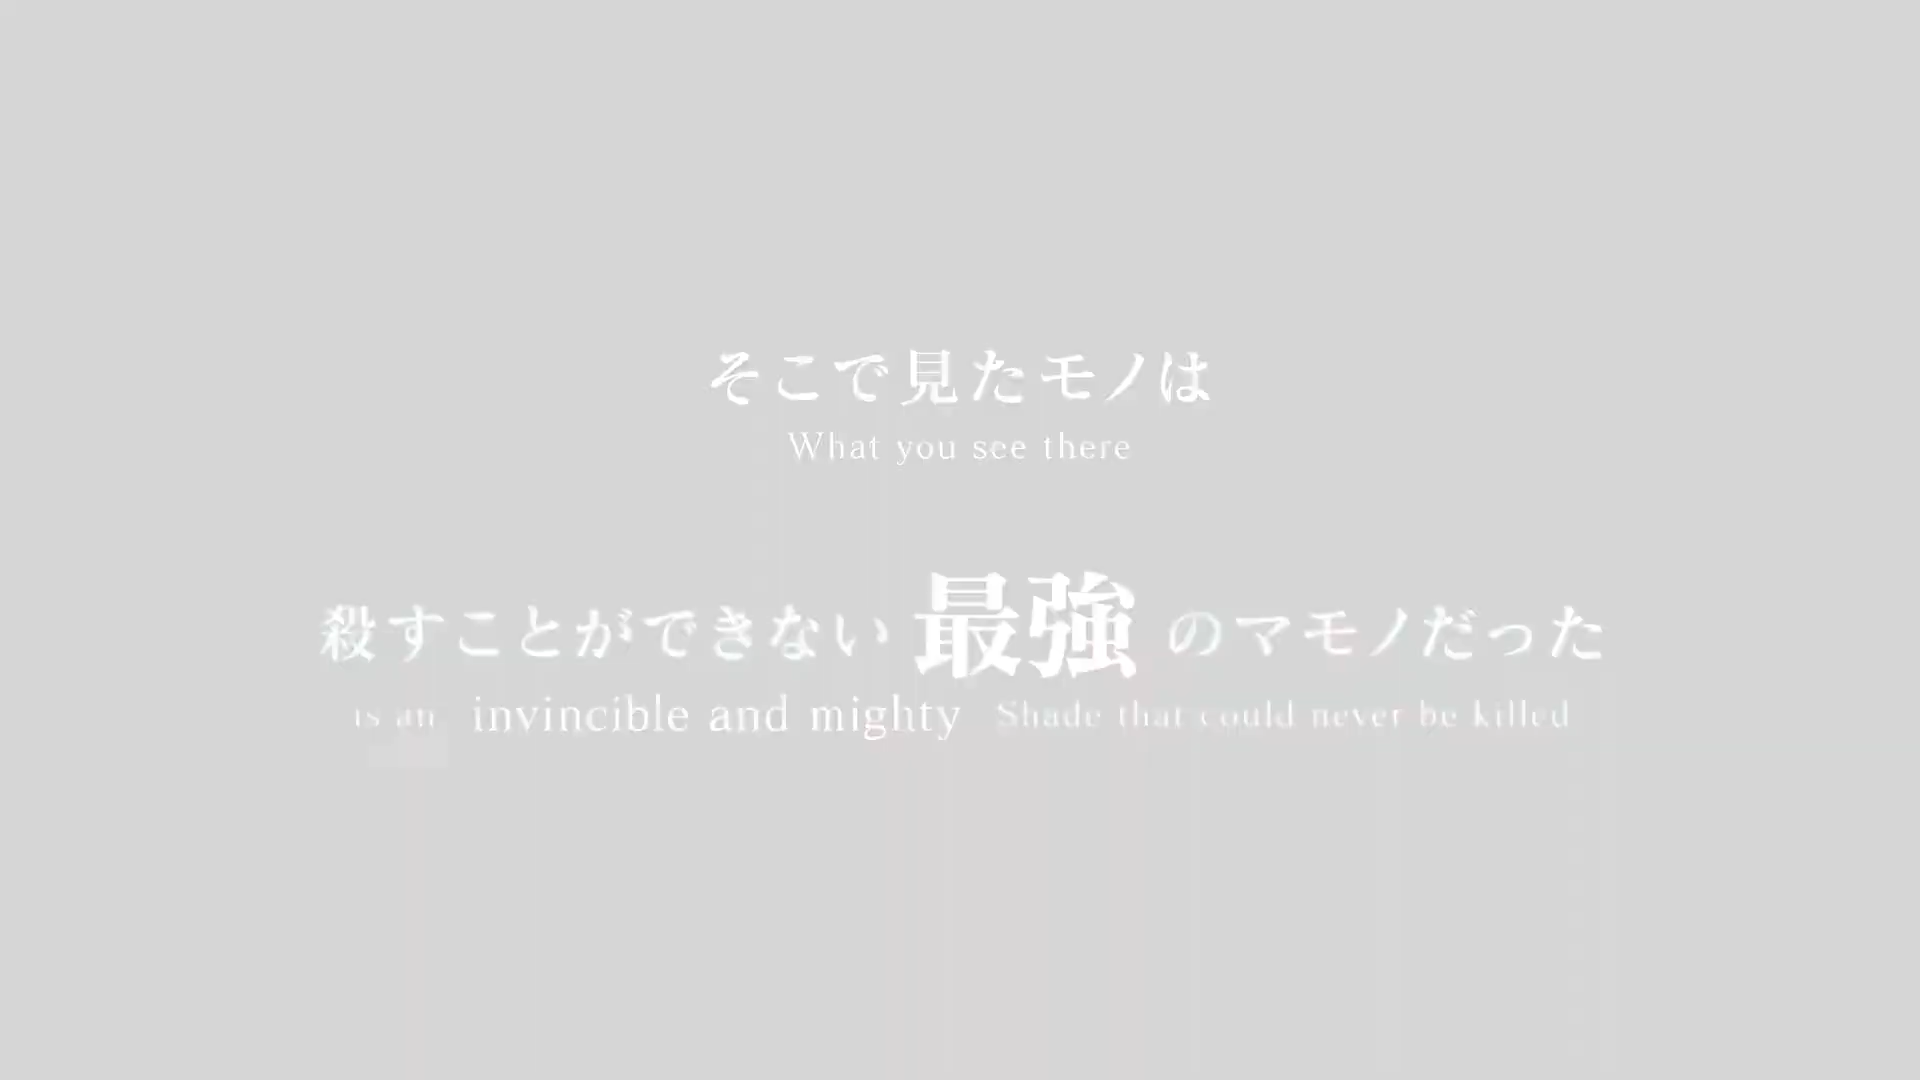 そこで見たモノは
What you see there
殺すことができない 最強 のマモノだった
is an invincible and mighty Shade that could never be killed